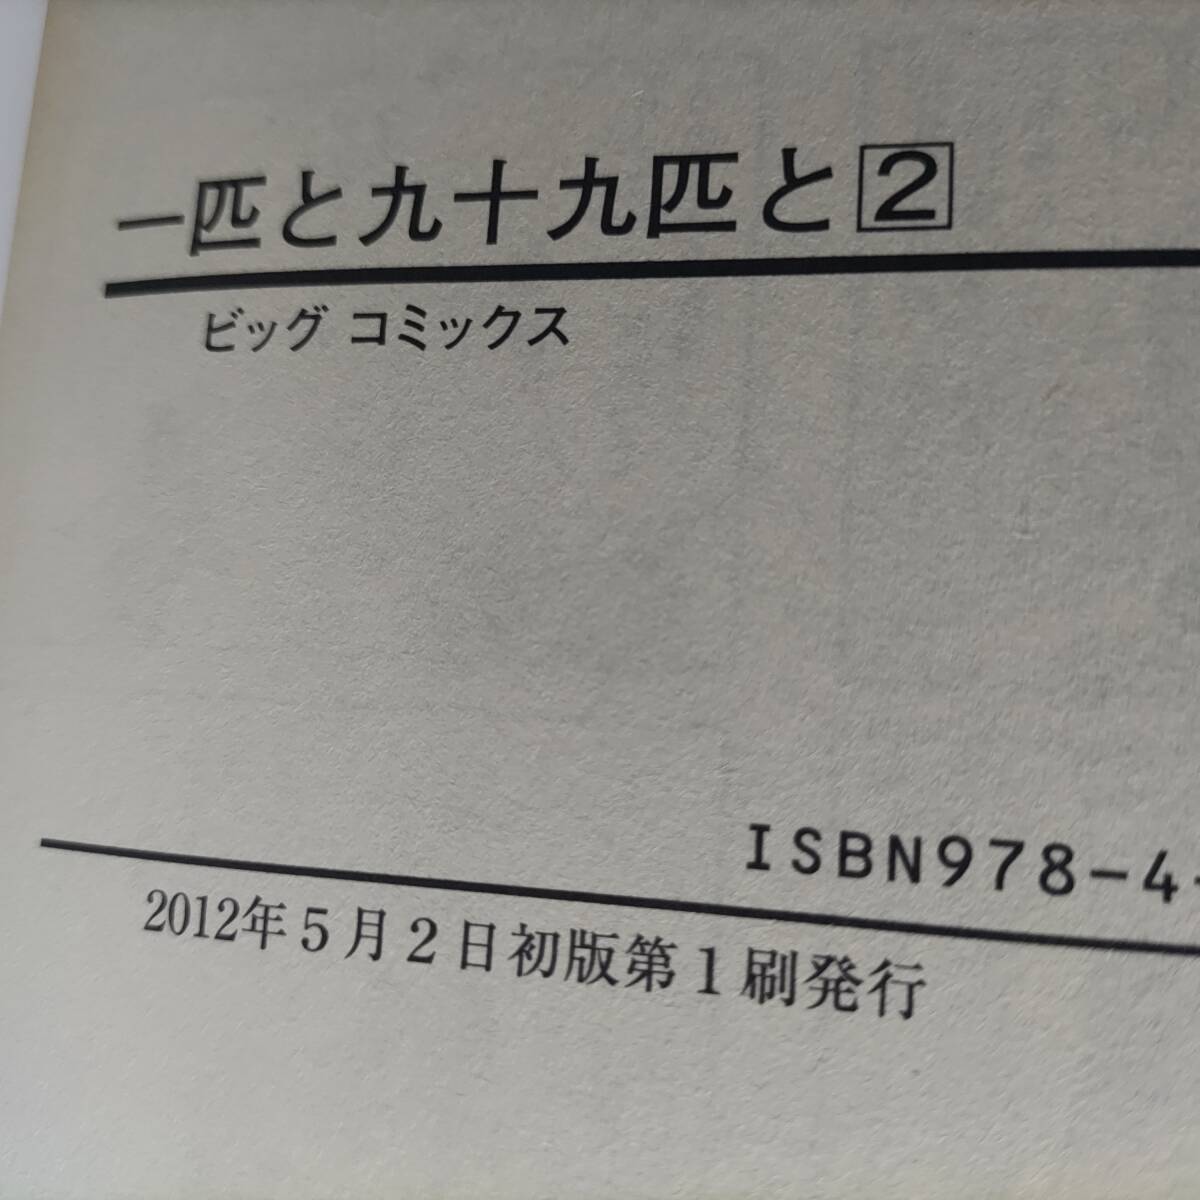 一匹と九十九匹と2
ビッグ コミックス
ISBN978-4-
2012年5月2日初版第1刷発行